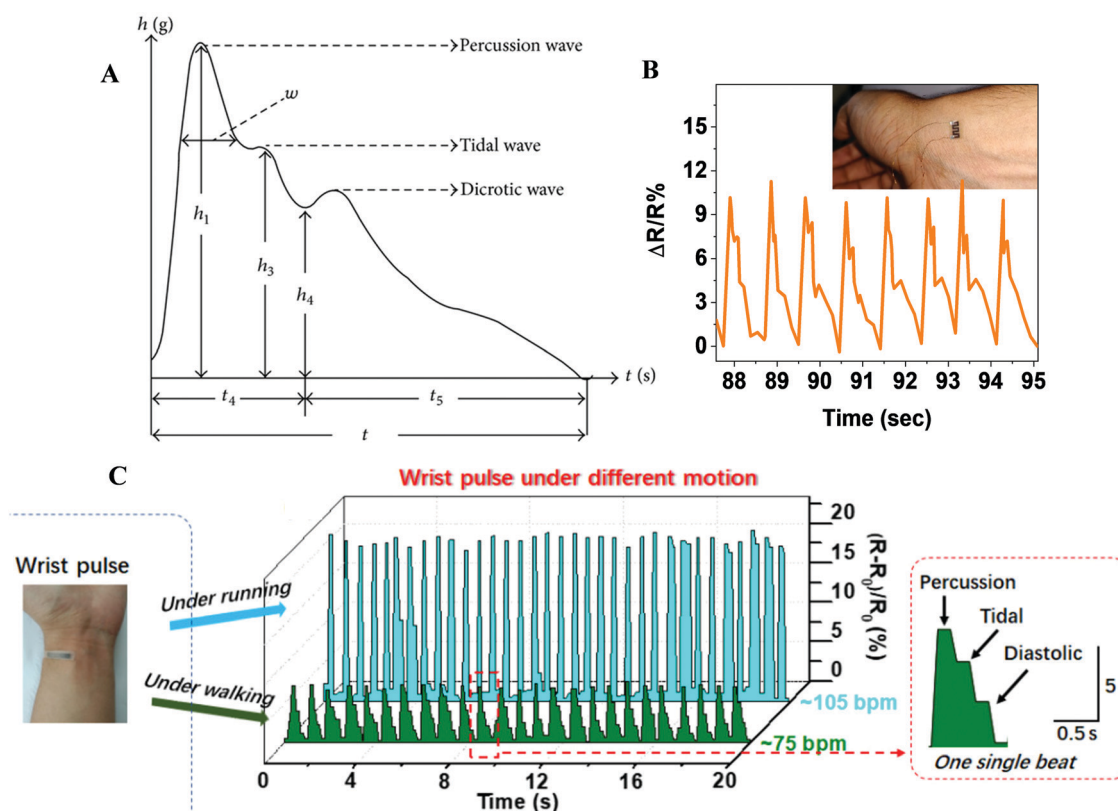 A
h (g)
Percussion wave
w
Tidal wave
Dicrotic wave
h1
h3
h4
t (s)
t4
t5
t
B
15
12
9
6
3
0
ΔR/R%
88 89 90 91 92 93 94 95
Time (sec)
C
Wrist pulse under different motion
Wrist pulse
Under running
Under walking
20
15
10
5
0
(R-R0)/R0 (%)
~105 bpm
~75 bpm
0 4 8 12 16 20
Time (s)
Percussion
Tidal
Diastolic
5
0.5 s
One single beat